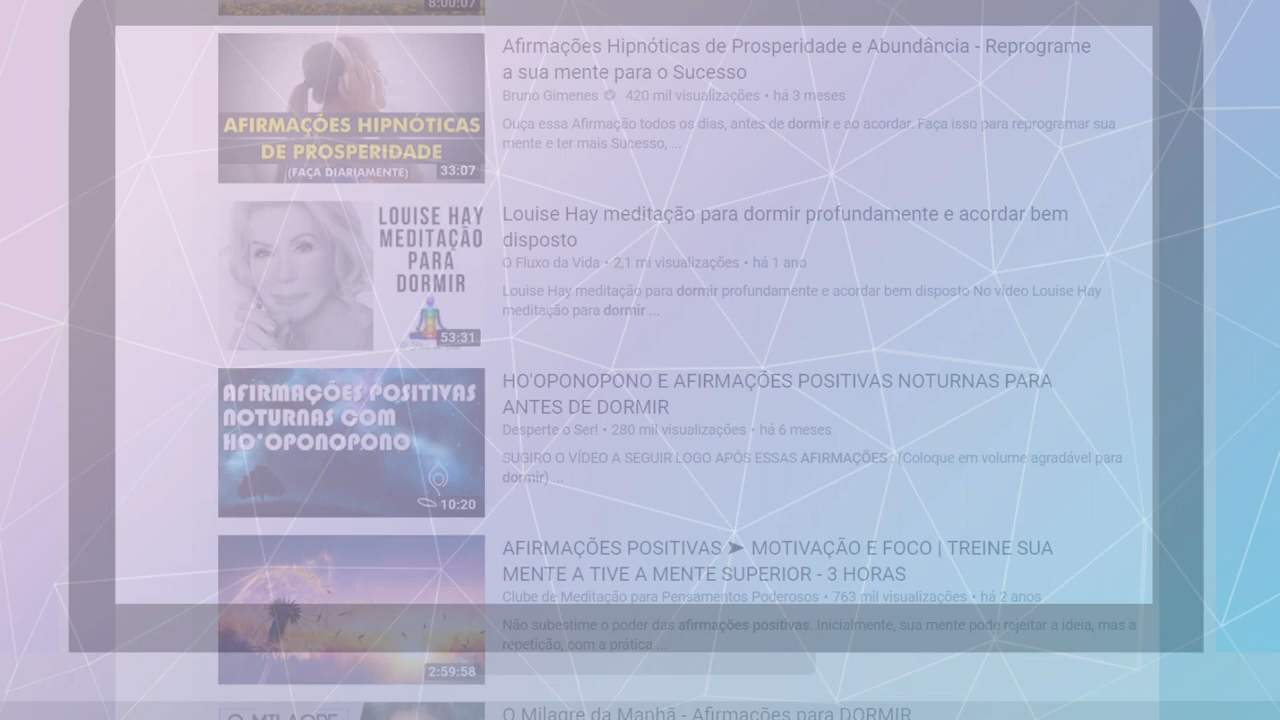 8:00:07
Afirmações Hipnóticas de Prosperidade e Abundância - Reprograme
a sua mente para o Sucesso
Bruno Gimenes 420 mil visualizações • há 3 meses
Ouça essa Afirmação todos os dias, antes de dormir e ao acordar. Faça isso para reprogramar sua
mente e ter mais Sucesso, ...
AFIRMAÇÕES HIPNÓTICAS
DE PROSPERIDADE
(FAÇA DIARIAMENTE)
33:07
Louise Hay meditação para dormir profundamente e acordar bem
disposto
O Fluxo da Vida • 2,1 mi visualizações • há 1 ano
Louise Hay meditação para dormir profundamente e acordar bem disposto No vídeo Louise Hay
meditação para dormir ...
LOUISE HAY
MEDITAÇÃO
PARA
DORMIR
53:31
HO'OPONOPONO E AFIRMAÇÕES POSITIVAS NOTURNAS PARA
ANTES DE DORMIR
Desperte o Ser! • 280 mil visualizações • há 6 meses
SUGIRO O VÍDEO A SEGUIR LOGO APÓS ESSAS AFIRMAÇÕES : (Coloque em volume agradável para
dormir) ...
AFIRMAÇÕES POSITIVAS
NOTURNAS COM
HO'OPONOPONO
10:20
AFIRMAÇÕES POSITIVAS ➤ MOTIVAÇÃO E FOCO | TREINE SUA
MENTE A TIVE A MENTE SUPERIOR - 3 HORAS
Clube de Meditação para Pensamentos Poderosos • 763 mil visualizações • há 2 anos
Não subestime o poder das afirmações positivas. Inicialmente, sua mente pode rejeitar a ideia, mas a
repetição, com a prática ...
2:59:58
O Milagre da Manhã - Afirmações para DORMIR
O MILAGRE